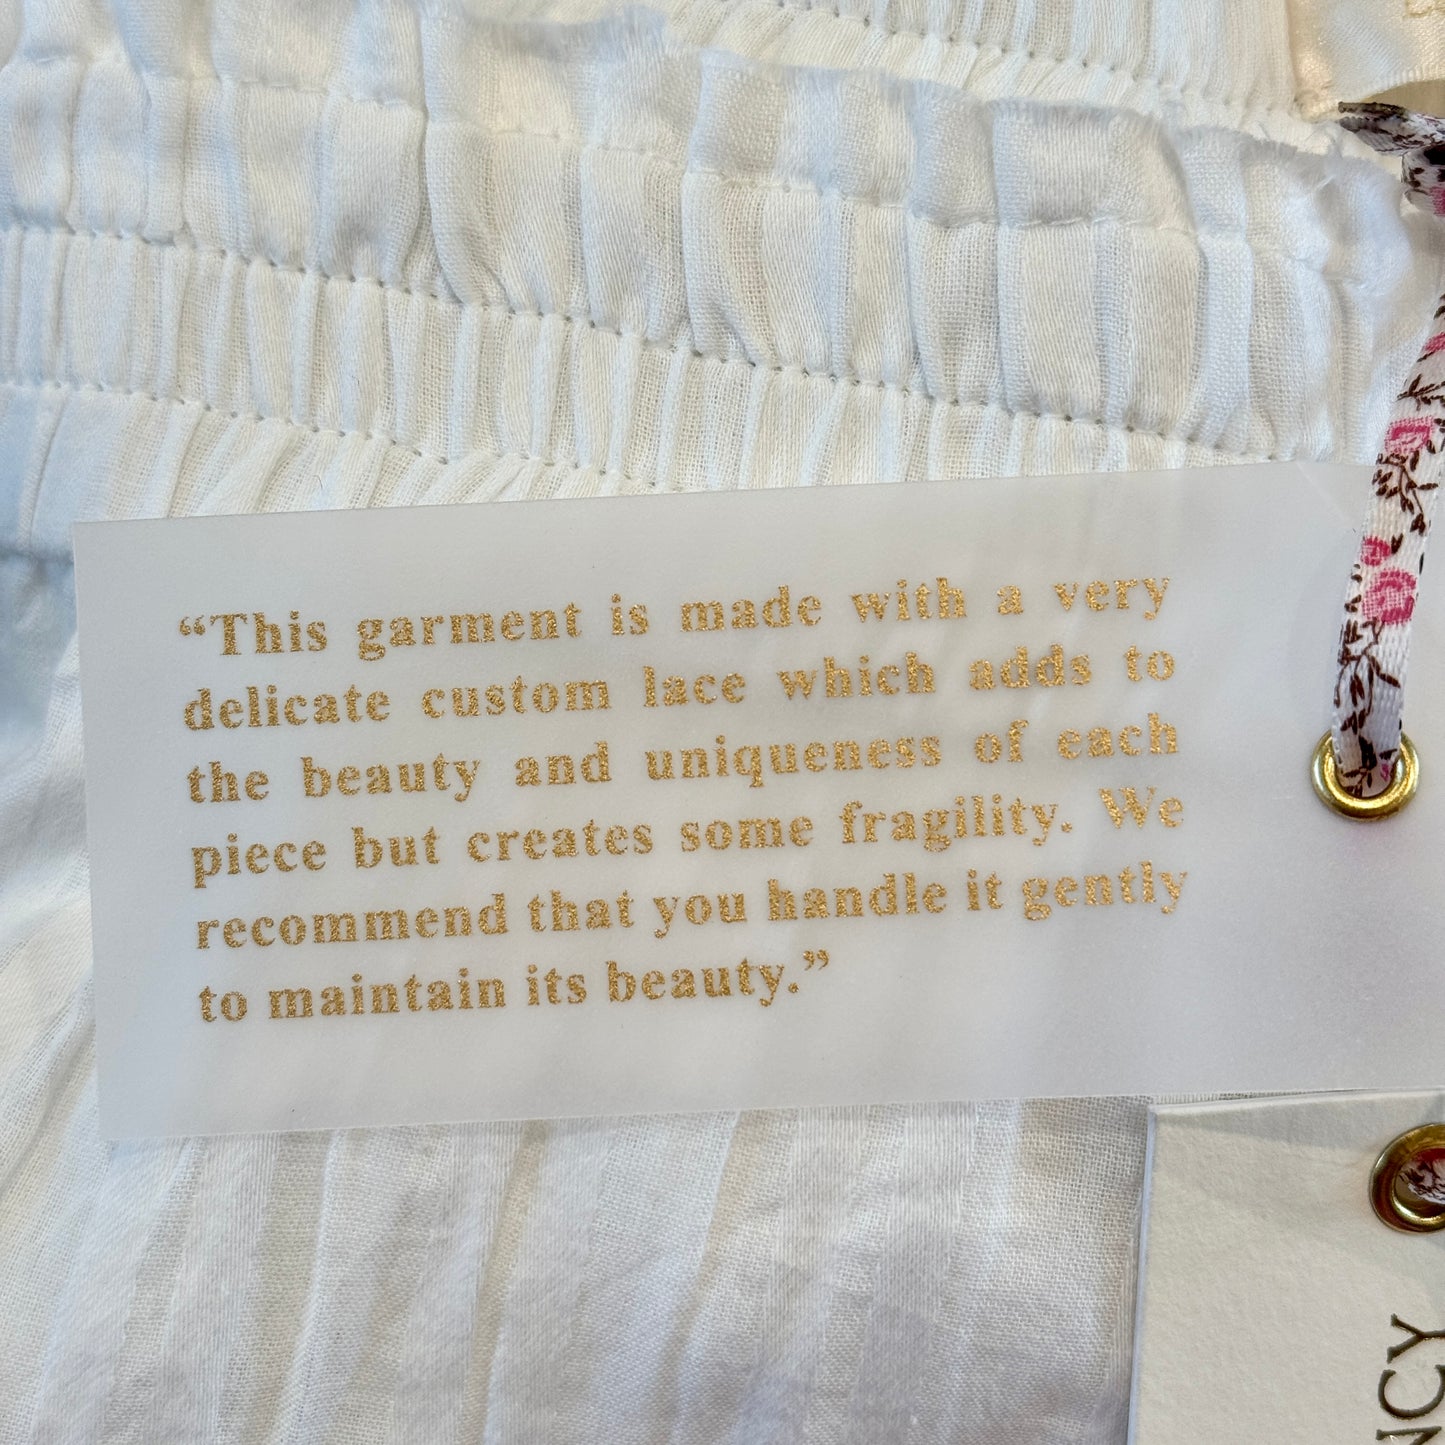 “This garment is made with a very
delicate custom lace which adds to
the beauty and uniqueness of each
piece but creates some fragility. We
recommend that you handle it gently
to maintain its beauty.”